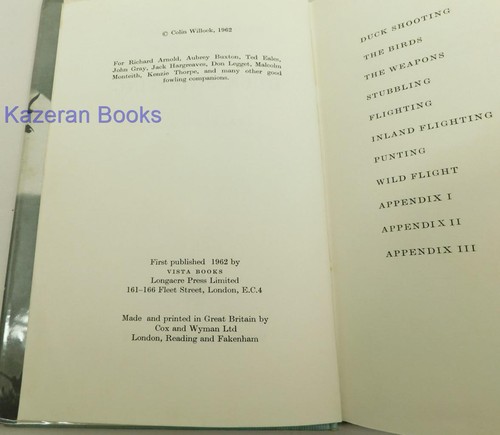 © Colin Willock, 1962
For Richard Arnold, Aubrey Buxton, Ted Eales,
John Gray, Jack Hargreaves, Don Legget, Malcolm
Monteith, Kenzie Thorpe, and many other good
fowling companions.
Kazeran Books
First published 1962 by
VISTA BOOKS
Longacre Press Limited
161–166 Fleet Street, London, E.C.4
Made and printed in Great Britain by
Cox and Wyman Ltd
London, Reading and Fakenham
DUCK SHOOTING
THE BIRDS
THE WEAPONS
STUBBLING
FLIGHTING
INLAND FLIGHTING
PUNTING
WILD FLIGHT
APPENDIX I
APPENDIX II
APPENDIX III